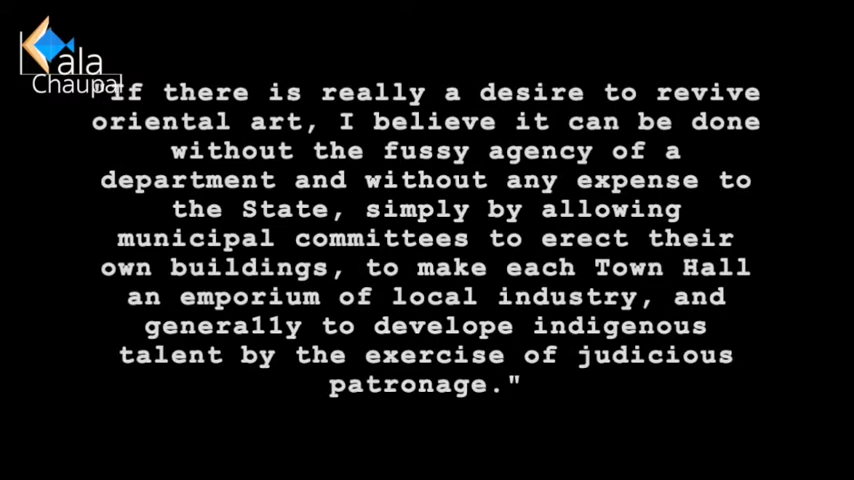 Kala
Chaupal
"If there is really a desire to revive
oriental art, I believe it can be done
without the fussy agency of a
department and without any expense to
the State, simply by allowing
municipal committees to erect their
own buildings, to make each Town Hall
an emporium of local industry, and
genera11y to develope indigenous
talent by the exercise of judicious
patronage."